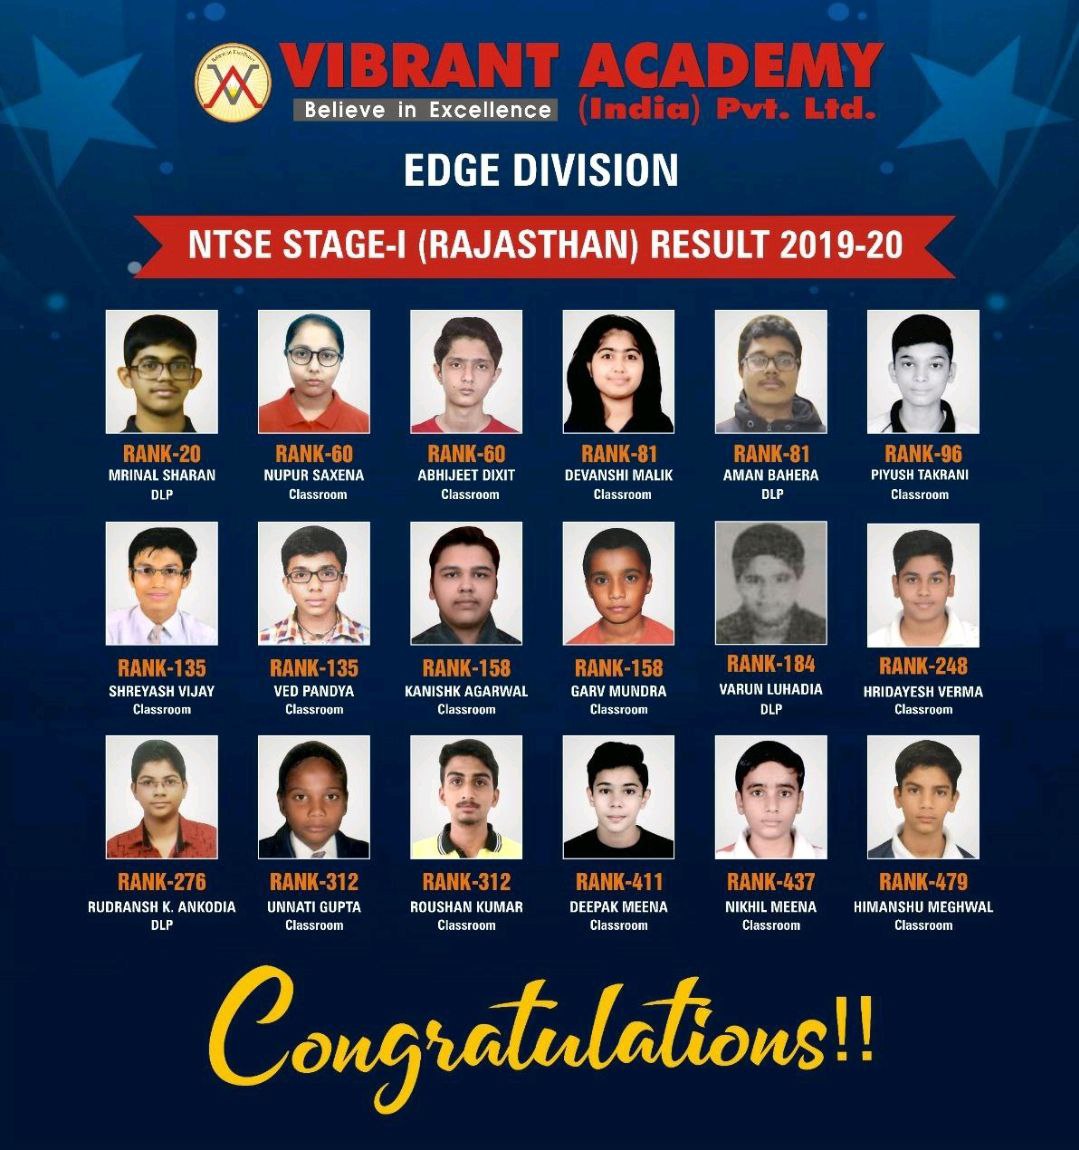 VIBRANT ACADEMY
Believe in Excellence (India) Pvt. Ltd.
EDGE DIVISION
NTSE STAGE-I (RAJASTHAN) RESULT 2019-20
RANK-20 RANK-60 RANK-60 RANK-81 RANK-81 RANK-96
MRINAL SHARAN NUPUR SAXENA ABHIJEET DIXIT DEVANSHI MALIK AMAN BAHERA PIYUSH TAKRANI
DLP Classroom Classroom Classroom DLP Classroom
RANK-135 RANK-135 RANK-158 RANK-158 RANK-184 RANK-248
SHREYASH VIJAY VED PANDYA KANISHK AGARWAL GARV MUNDRA VARUN LUHADIA HRIDAYESH VERMA
Classroom Classroom Classroom Classroom DLP Classroom
RANK-276 RANK-312 RANK-312 RANK-411 RANK-437 RANK-479
RUDRANSH K. ANKODIA UNNATI GUPTA ROUSHAN KUMAR DEEPAK MEENA NIKHIL MEENA HIMANSHU MEGHWAL
DLP Classroom Classroom Classroom Classroom Classroom
Congratulations!!